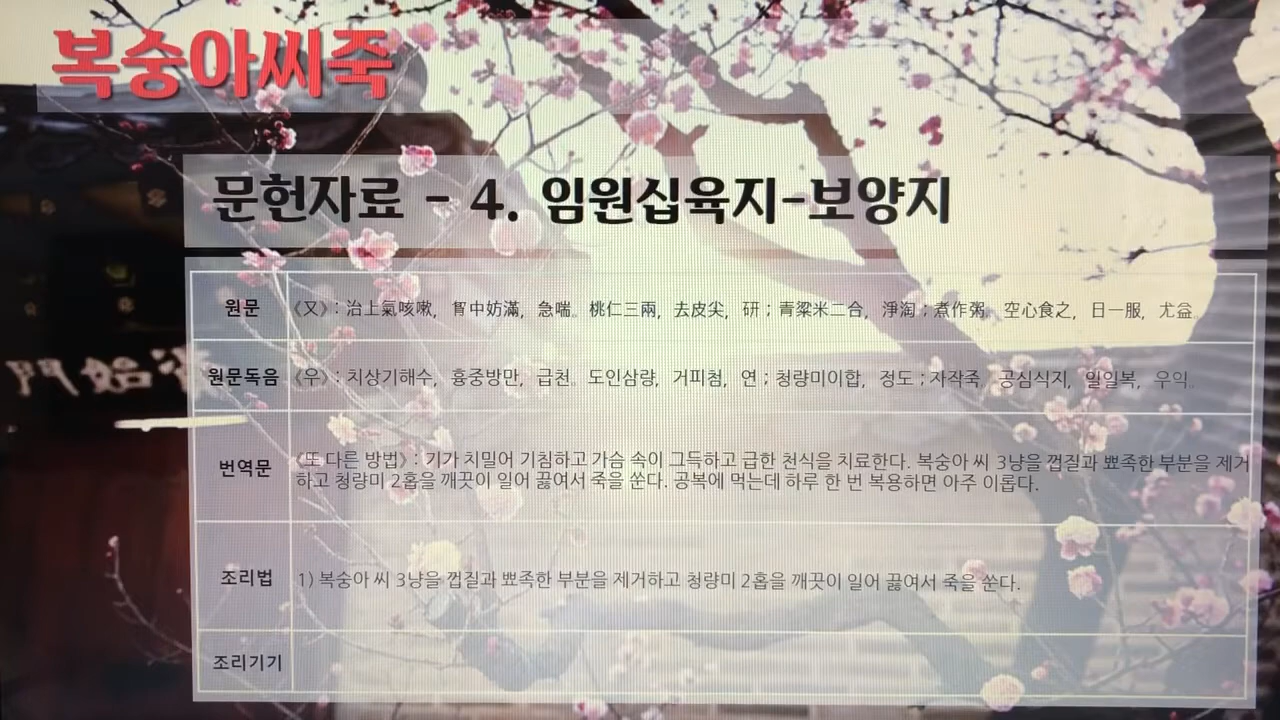 복숭아씨죽
문헌자료 - 4. 임원십육지-보양지
원문 《又》: 治上氣咳嗽, 胷中妨滿, 急喘。 桃仁三兩, 去皮尖, 研 ; 青粱米二合, 淨淘 ; 煮作粥。 空心食之, 日一服, 尤益。
원문독음 《우》: 치상기해수, 흉중방만, 급천。 도인삼량, 거피첨, 연 ; 청량미이합, 정도 ; 자작죽。 공심식지, 일일복, 우익。
번역문 《또 다른 방법》: 기가 치밀어 기침하고 가슴 속이 그득하고 급한 천식을 치료한다. 복숭아 씨 3냥을 껍질과 뾰족한 부분을 제거
하고 청량미 2홉을 깨끗이 일어 끓여서 죽을 쑨다. 공복에 먹는데 하루 한 번 복용하면 아주 이롭다.
조리법 1) 복숭아 씨 3냥을 껍질과 뾰족한 부분을 제거하고 청량미 2홉을 깨끗이 일어 끓여서 죽을 쑨다.
조리기기